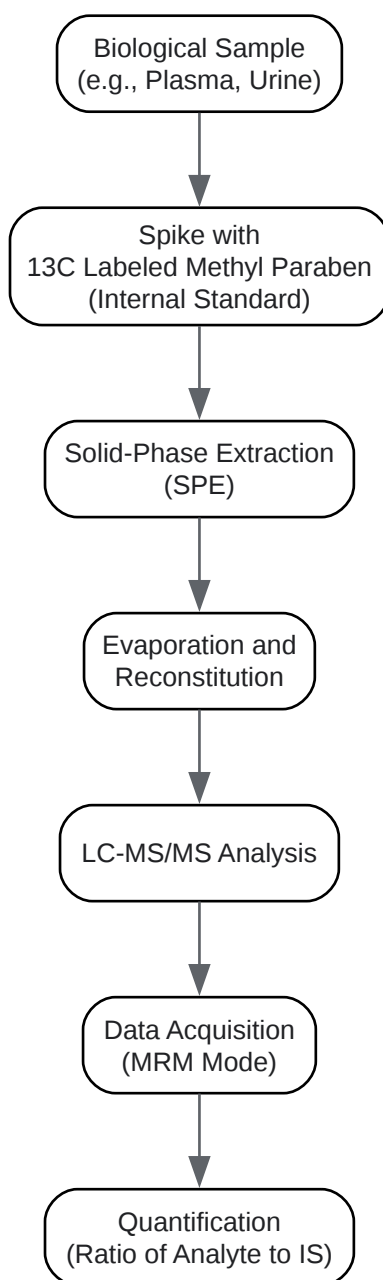 Biological Sample
(e.g., Plasma, Urine)
Spike with
13C Labeled Methyl Paraben
(Internal Standard)
Solid-Phase Extraction
(SPE)
Evaporation and
Reconstitution
LC-MS/MS Analysis
Data Acquisition
(MRM Mode)
Quantification
(Ratio of Analyte to IS)